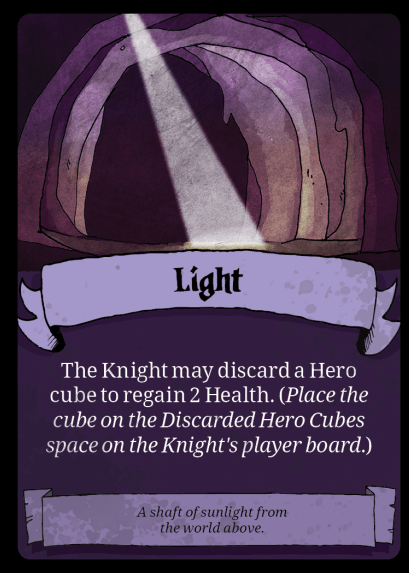 Light
The Knight may discard a Hero
cube to regain 2 Health. (Place the
cube on the Discarded Hero Cubes
space on the Knight's player board.)
A shaft of sunlight from
the world above.